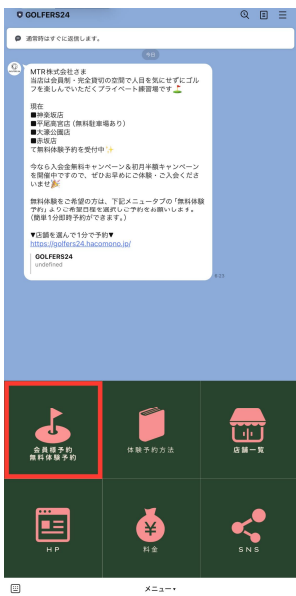 GOLFERS24
通常時はすぐに返信します。
今日
MTR株式会社さま
当店は会員制・完全貸切の空間で人目を気にせずにゴル
フを楽しんでいただくプライベート練習場です⛳
現在
■神楽坂店
■平尾高宮店(無料駐車場あり)
■大濠公園店
■赤坂店
て無料体験予約を受付中✨
今なら入会金無料キャンペーン&初月半額キャンペーン
を開催中ですので、ぜひお早めにご体験・ご入会くださ
いませ🎉
無料体験をご希望の方は、下記メニュータブの「無料体験
予約」よりご希望日程を選択しご予約をお願いします。
(簡単1分即時予約ができます。)
▼店舗を選んで1分で予約▼
https://golfers24.hacomono.jp/
GOLFERS24
undefined
8:23
会員様予約
無料体験予約
体験予約方法
店舗一覧
HP
料金
SNS
メニュー▾